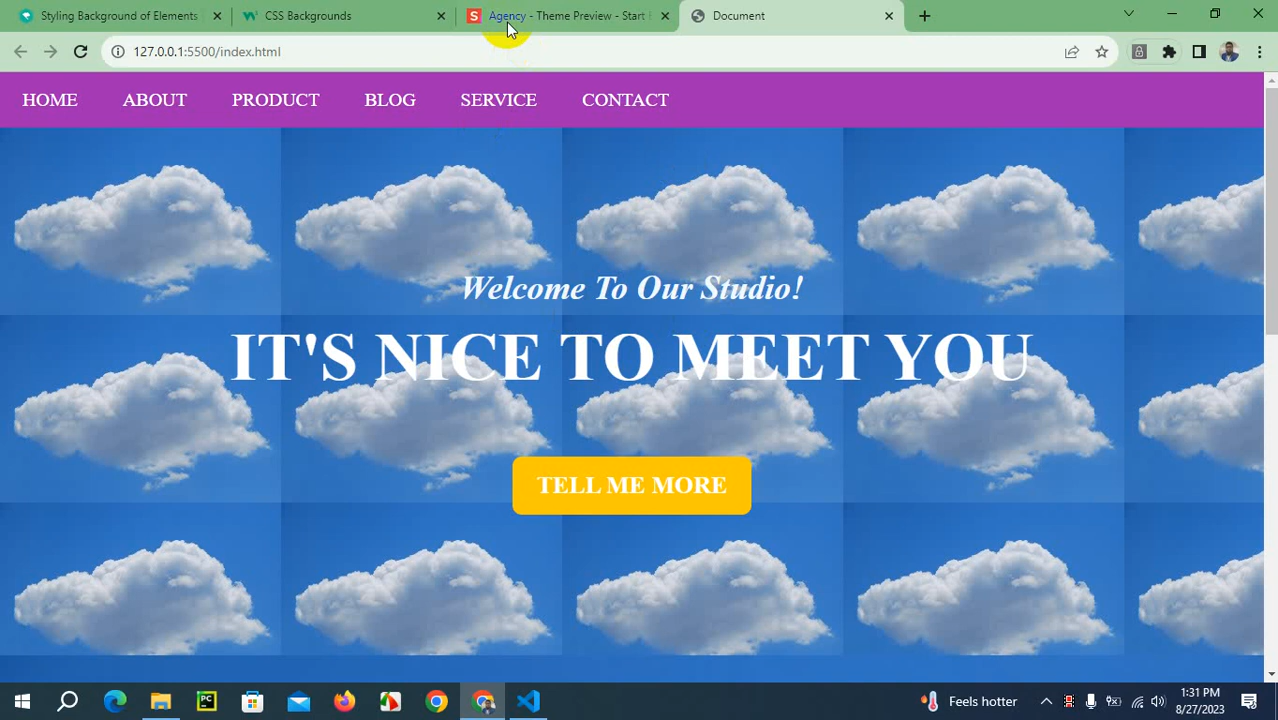 Styling Background of Elements
CSS Backgrounds
Agency - Theme Preview - Start
Document
127.0.0.1:5500/index.html
HOME ABOUT PRODUCT BLOG SERVICE CONTACT
Welcome To Our Studio!
IT'S NICE TO MEET YOU
TELL ME MORE
Feels hotter
1:31 PM
8/27/2023